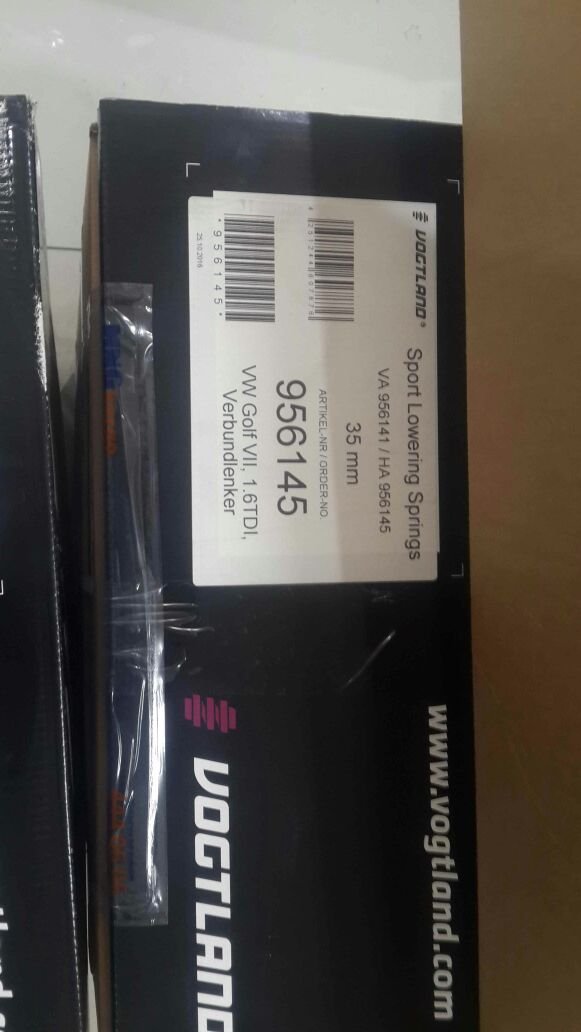 VOGTLAND®
Sport Lowering Springs
VA 956141 / HA 956145
35 mm
ARTIKEL-NR / ORDER-NO.
956145
VW Golf VII, 1.6TDI,
Verbundlenker
*956145*
25.10.2016
www.vogtland.com
VOGTLAND